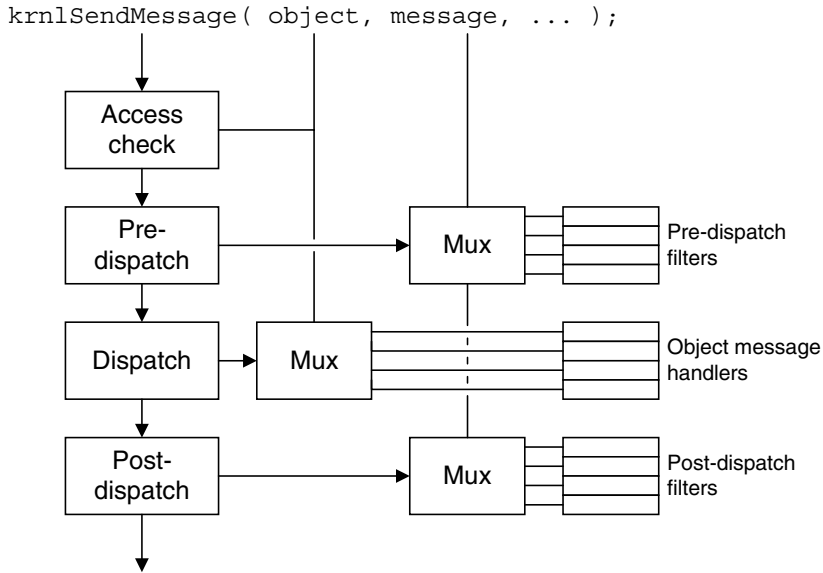 krnlSendMessage( object, message, ... );
Access
check
Pre-
dispatch
Mux
Pre-dispatch
filters
Dispatch
Mux
Object message
handlers
Post-
dispatch
Mux
Post-dispatch
filters